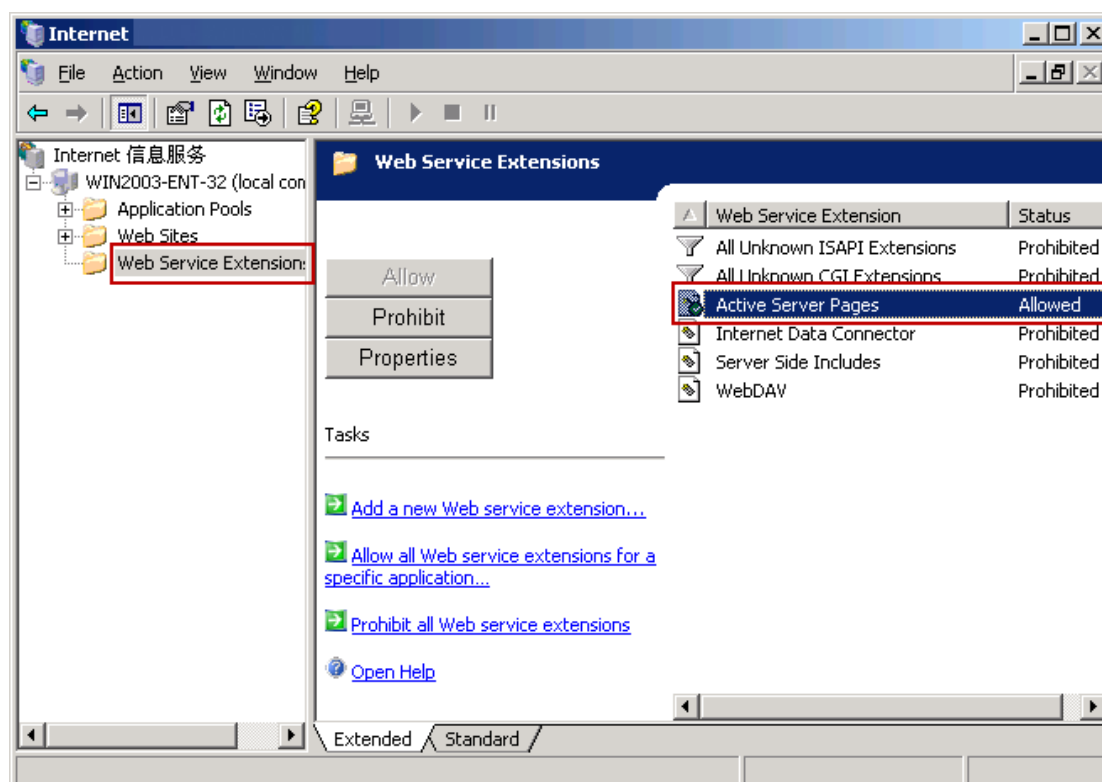 Internet
File Action View Window Help
Internet 信息服务
WIN2003-ENT-32 (local con
Application Pools
Web Sites
Web Service Extension
Web Service Extensions
Allow
Prohibit
Properties
Tasks
Add a new Web service extension...
Allow all Web service extensions for a
specific application...
Prohibit all Web service extensions
Open Help
Web Service Extension Status
All Unknown ISAPI Extensions Prohibited
All Unknown CGI Extensions Prohibited
Active Server Pages Allowed
Internet Data Connector Prohibited
Server Side Includes Prohibited
WebDAV Prohibited
Extended Standard